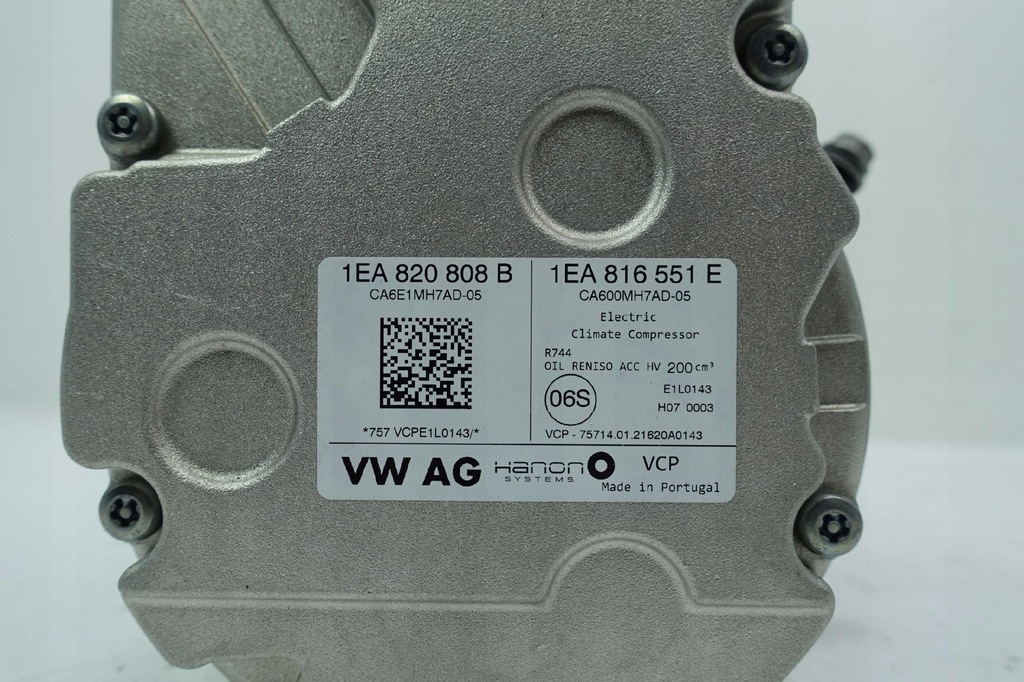 1EA 820 808 B
CA6E1MH7AD-05
*757 VCPE1L0143/*
1EA 816 551 E
CA600MH7AD-05
Electric
Climate Compressor
R744
OIL RENISO ACC HV 200cm³
06S
E1L0143
H07 0003
VCP - 75714.01.21620A0143
VW AG
Hanon
SYSTEMS
VCP
Made in Portugal